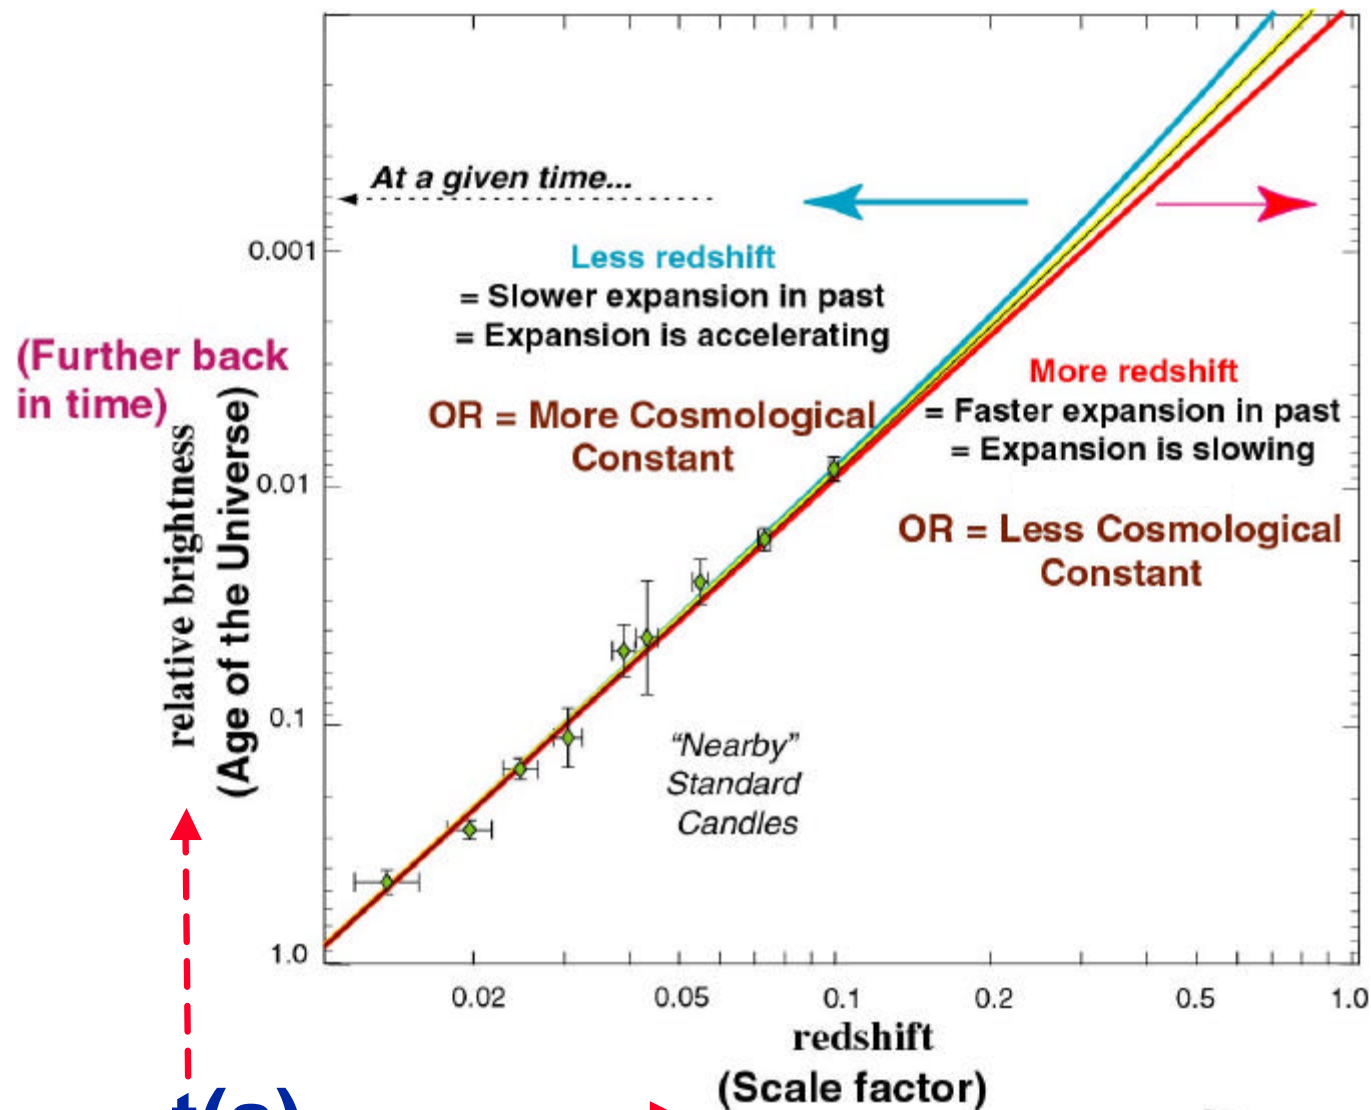 At a given time...
0.001
Less redshift
= Slower expansion in past
= Expansion is accelerating
(Further back
in time)
More redshift
= Faster expansion in past
= Expansion is slowing
OR = More Cosmological
Constant
0.01
OR = Less Cosmological
Constant
relative brightness
(Age of the Universe)
0.1
“Nearby”
Standard
Candles
1.0
0.02 0.05 0.1 0.2 0.5 1.0
redshift
(Scale factor)